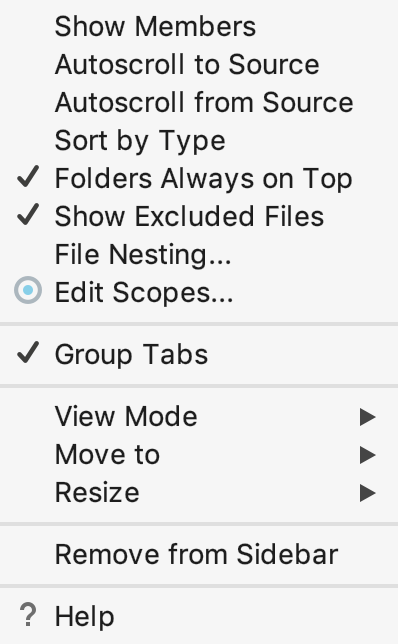 Show Members
Autoscroll to Source
Autoscroll from Source
Sort by Type
Folders Always on Top
Show Excluded Files
File Nesting...
Edit Scopes...
Group Tabs
View Mode
Move to
Resize
Remove from Sidebar
? Help